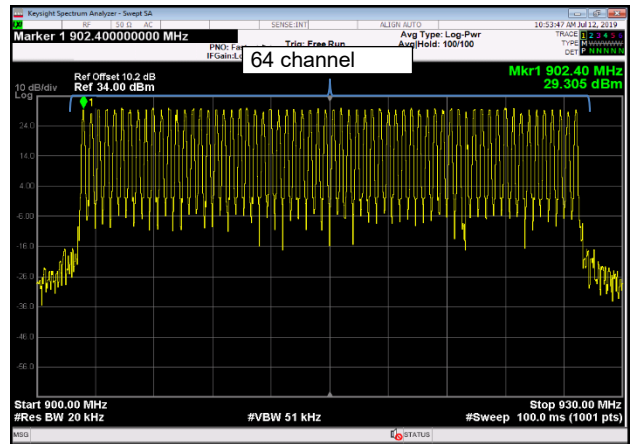 Keysight Spectrum Analyzer - Swept SA
RF 50 Ω AC SENSE:INT ALIGN AUTO 10:53:47 AM Jul 12, 2019
Marker 1 902.400000000 MHz Avg Type: Log-Pwr TRACE 1 2 3 4 5 6
PNO: Fast Trig: Free Run Avg|Hold: 100/100 TYPE M WWWWW
IFGain:Lo DET P N N N N N
64 channel
Mkr1 902.40 MHz
Ref Offset 10.2 dB
10 dB/div Ref 34.00 dBm 29.305 dBm
Log
1
24.0
14.0
4.00
-6.00
-16.0
-26.0
-36.0
-46.0
-56.0
Start 900.00 MHz Stop 930.00 MHz
#Res BW 20 kHz #VBW 51 kHz #Sweep 100.0 ms (1001 pts)
MSG STATUS